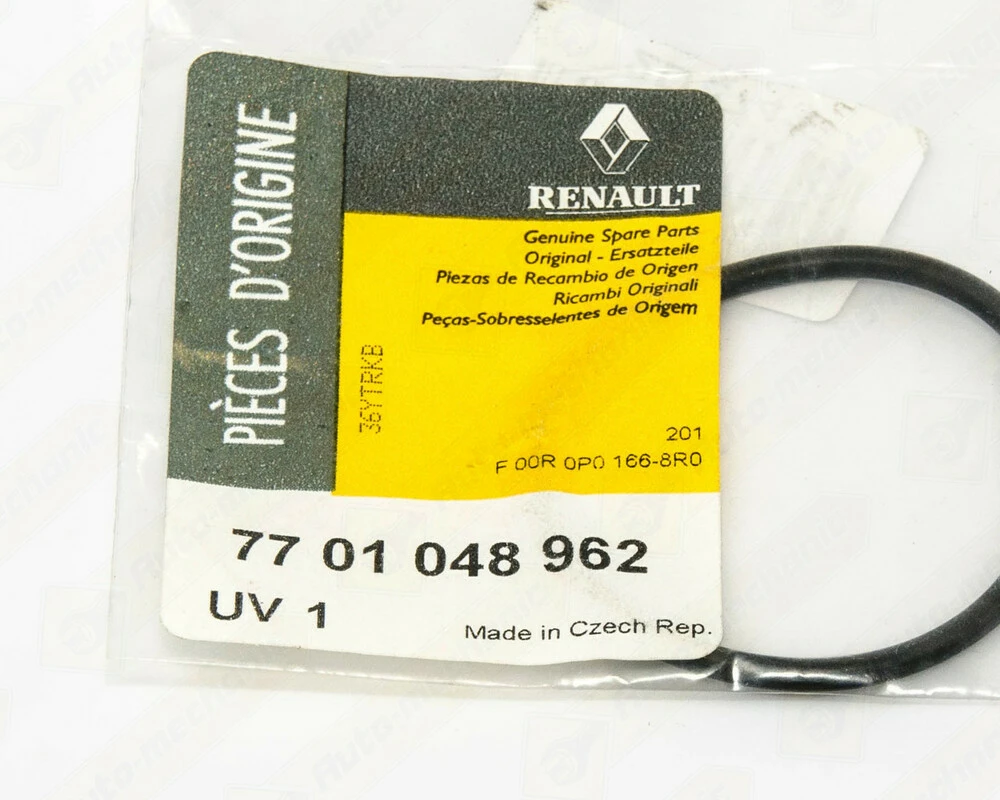 PIÈCES D'ORIGINE
RENAULT
Genuine Spare Parts
Original - Ersatzteile
Piezas de Recambio de Origen
Ricambi Originali
Peças-Sobresselentes de Origem
36YTRKB
201
F 00R 0P0 166-8R0
77 01 048 962
UV 1
Made in Czech Rep.